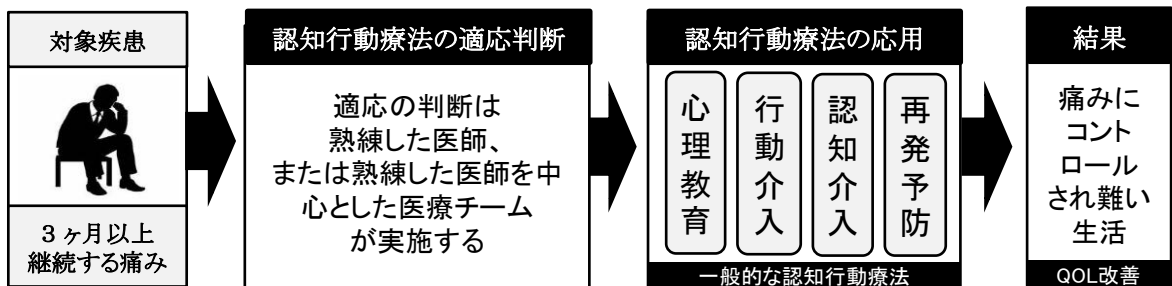 対象疾患
３ヶ月以上
継続する痛み
認知行動療法の適応判断
適応の判断は
熟練した医師、
または熟練した医師を中
心とした医療チーム
が実施する
認知行動療法の応用
心理教育
行動介入
認知介入
再発予防
一般的な認知行動療法
結果
痛みに
コント
ロール
され難い
生活
QOL改善